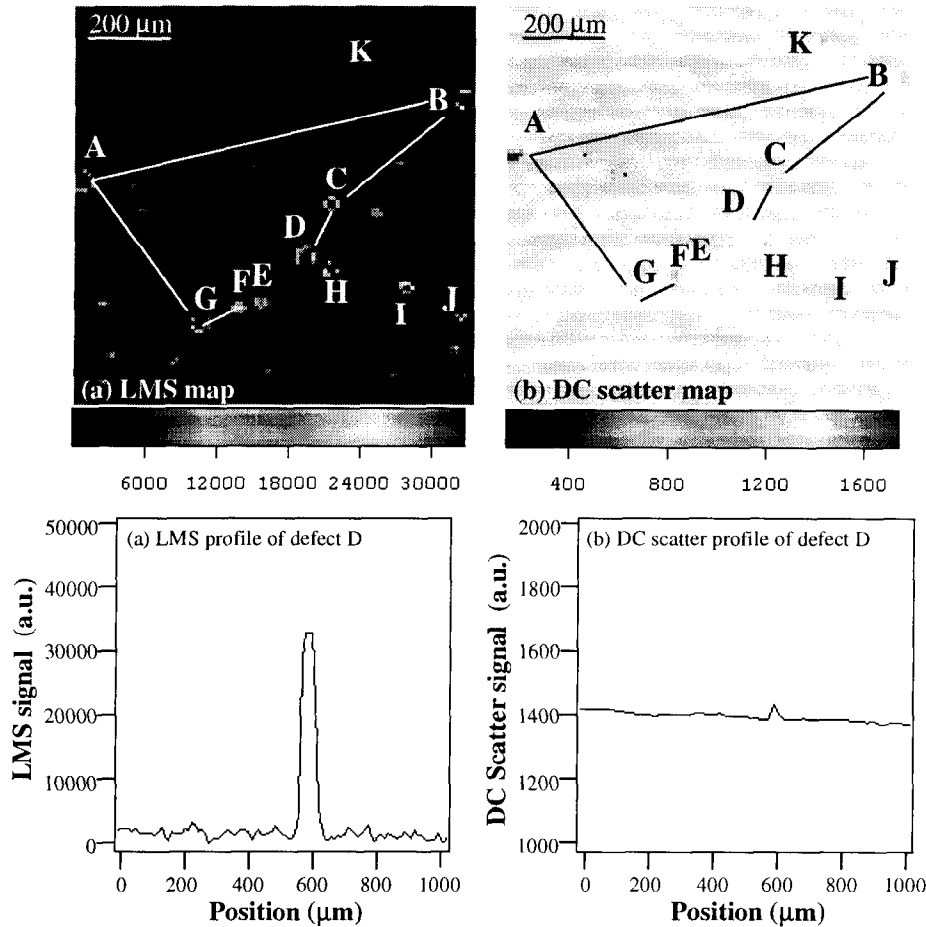 200 µm
K
B
A
C
D
F E
G
H
I
J
(a) LMS map
6000 12000 18000 24000 30000
200 µm
K
B
A
C
D
F E
G
H
I
J
(b) DC scatter map
400 800 1200 1600
(a) LMS profile of defect D
LMS signal (a.u.)
50000
40000
30000
20000
10000
0
0 200 400 600 800 1000
Position (µm)
(b) DC scatter profile of defect D
DC Scatter signal (a.u.)
2000
1800
1600
1400
1200
1000
0 200 400 600 800 1000
Position (µm)